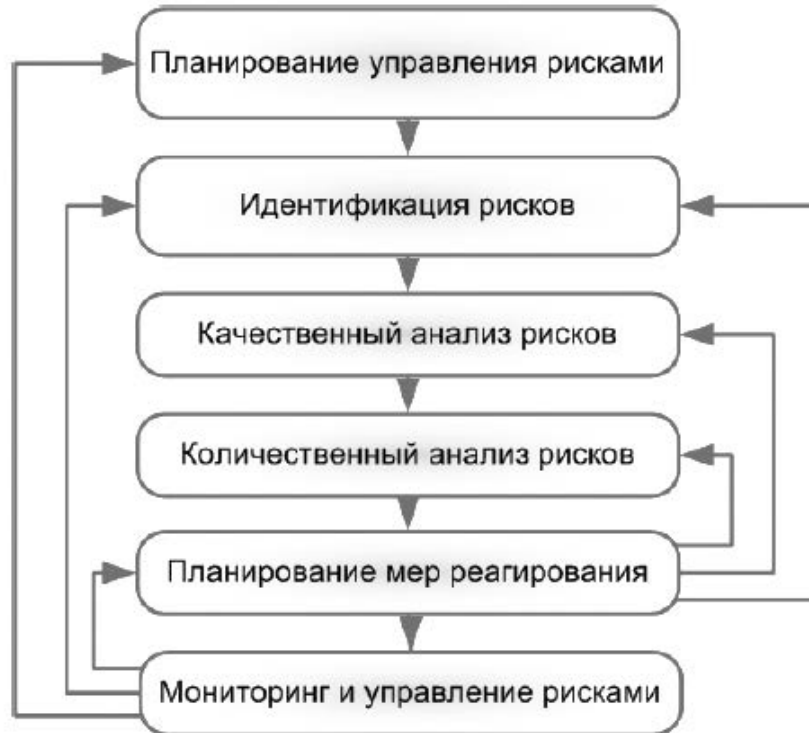 Планирование управления рисками
Идентификация рисков
Качественный анализ рисков
Количественный анализ рисков
Планирование мер реагирования
Мониторинг и управление рисками